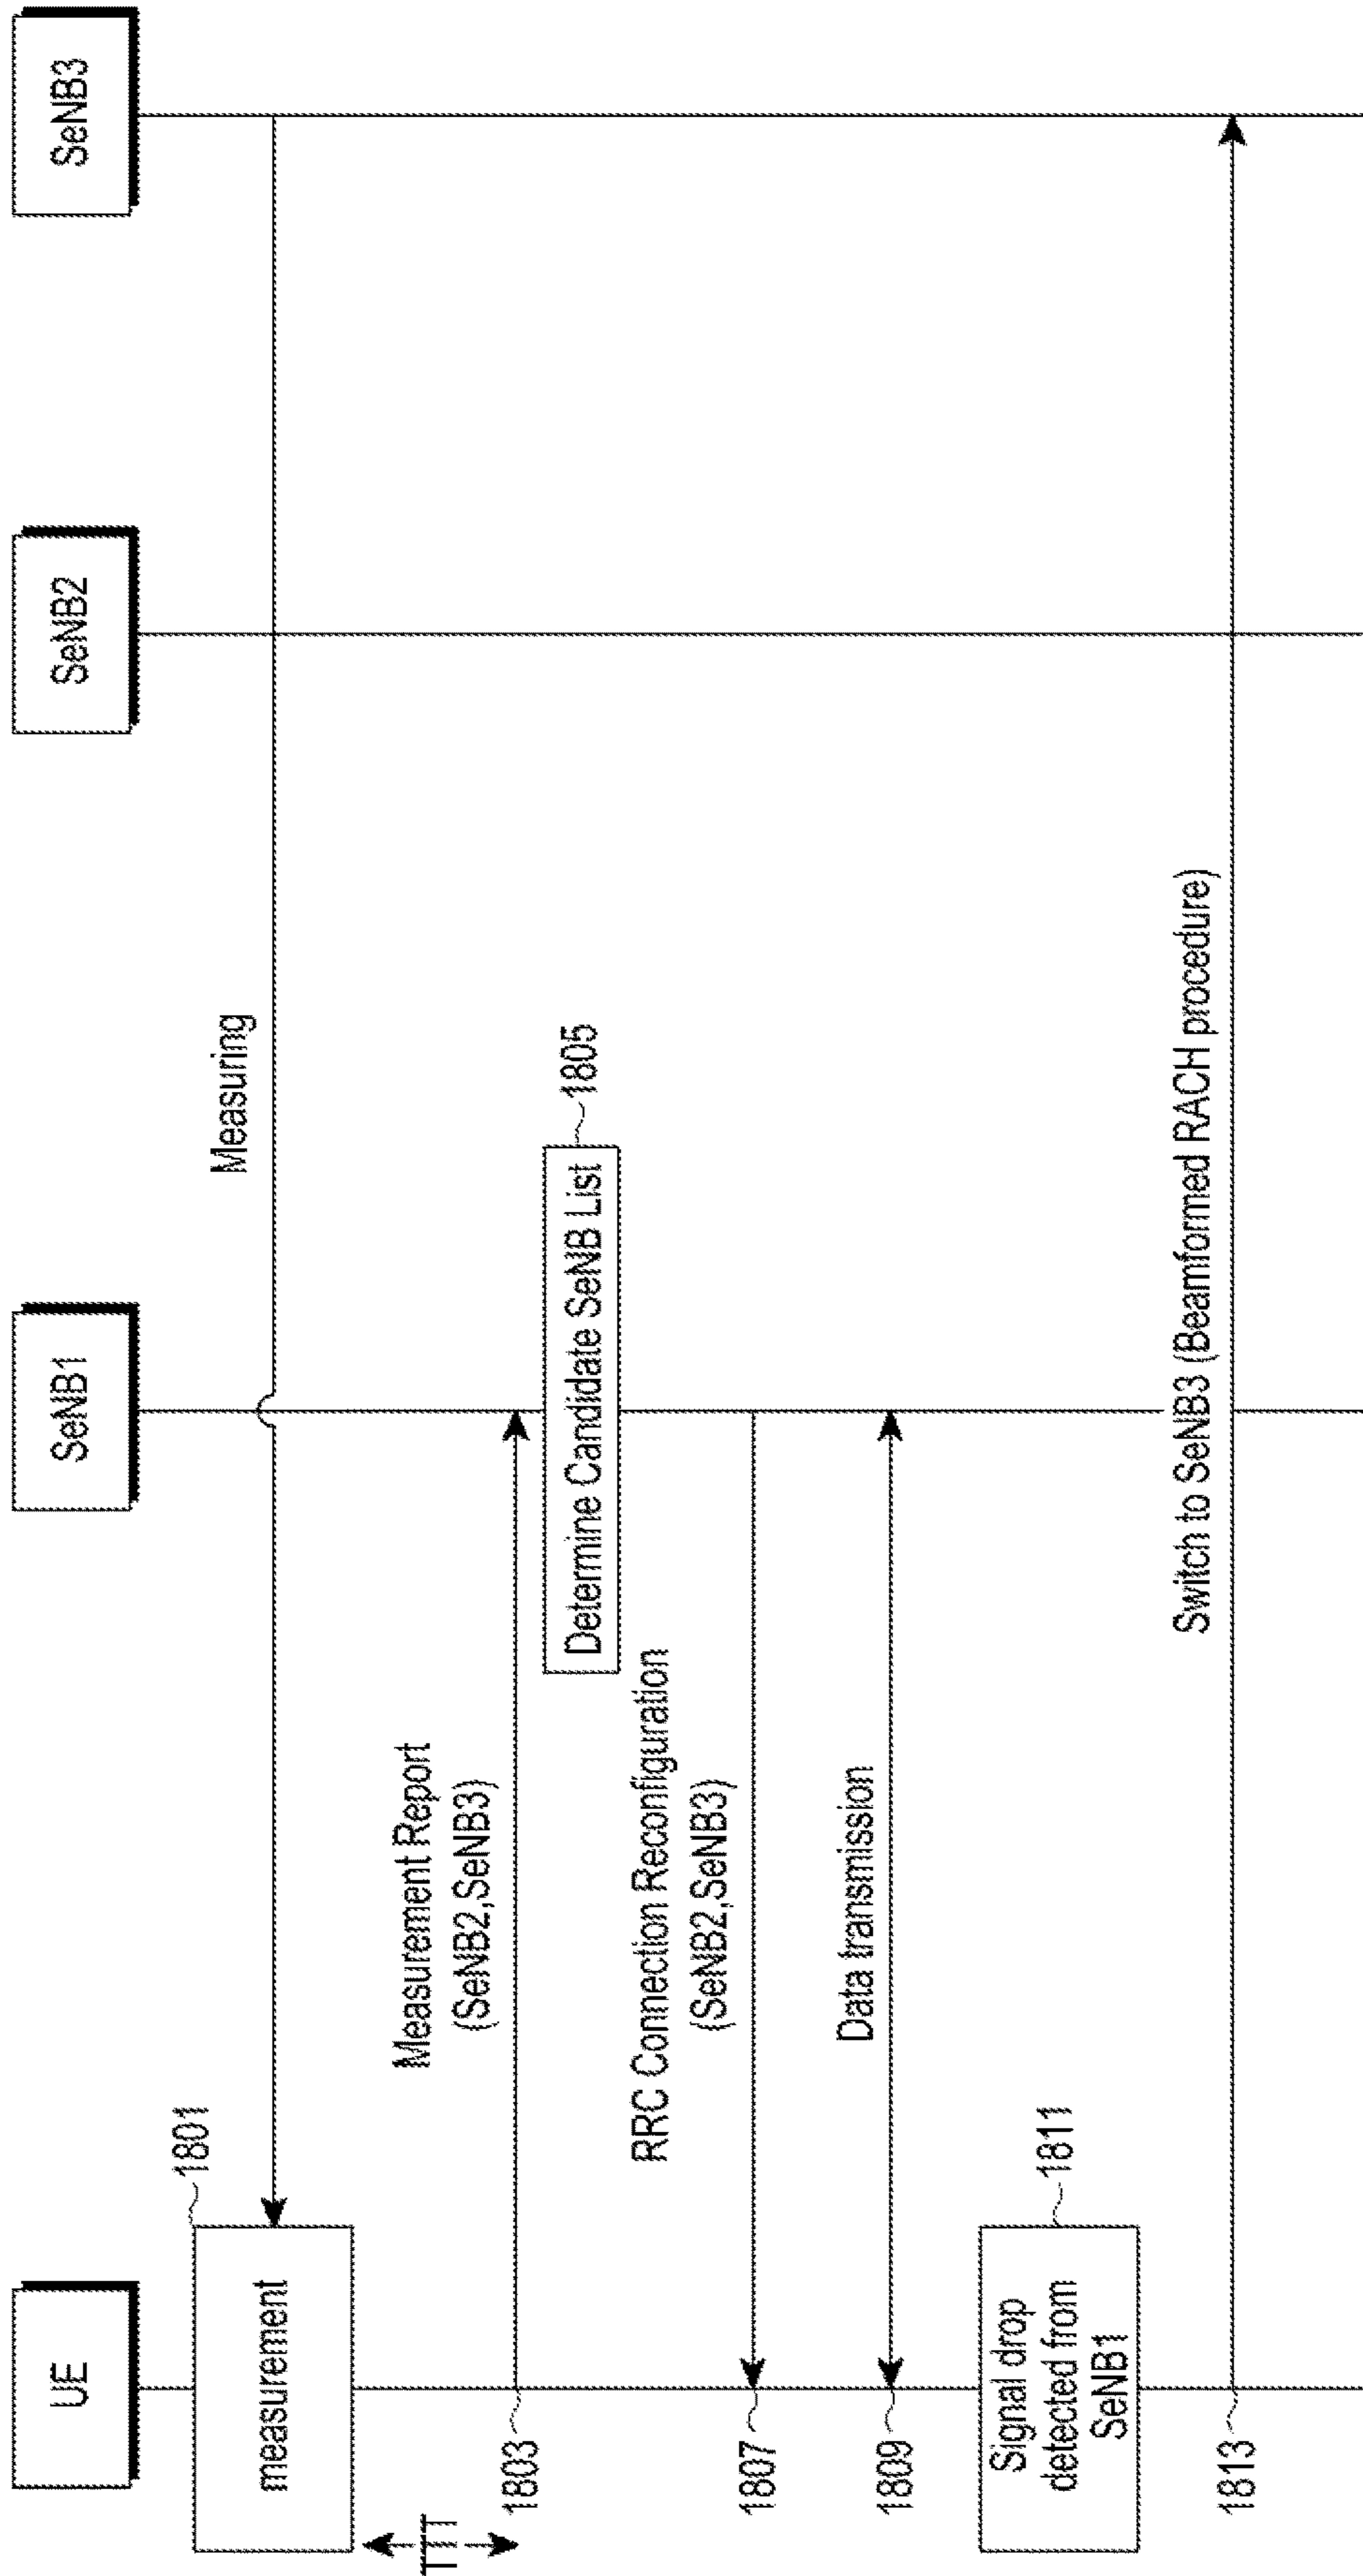 UE
SeNB1
SeNB2
SeNB3
1801
measurement
Measuring
TTT
Measurement Report
(SeNB2,SeNB3)
1803
Determine Candidate SeNB List
1805
RRC Connection Reconfiguration
(SeNB2,SeNB3)
1807
Data transmission
1809
Signal drop
detected from
SeNB1
1811
Switch to SeNB3 (Beamformed RACH procedure)
1813